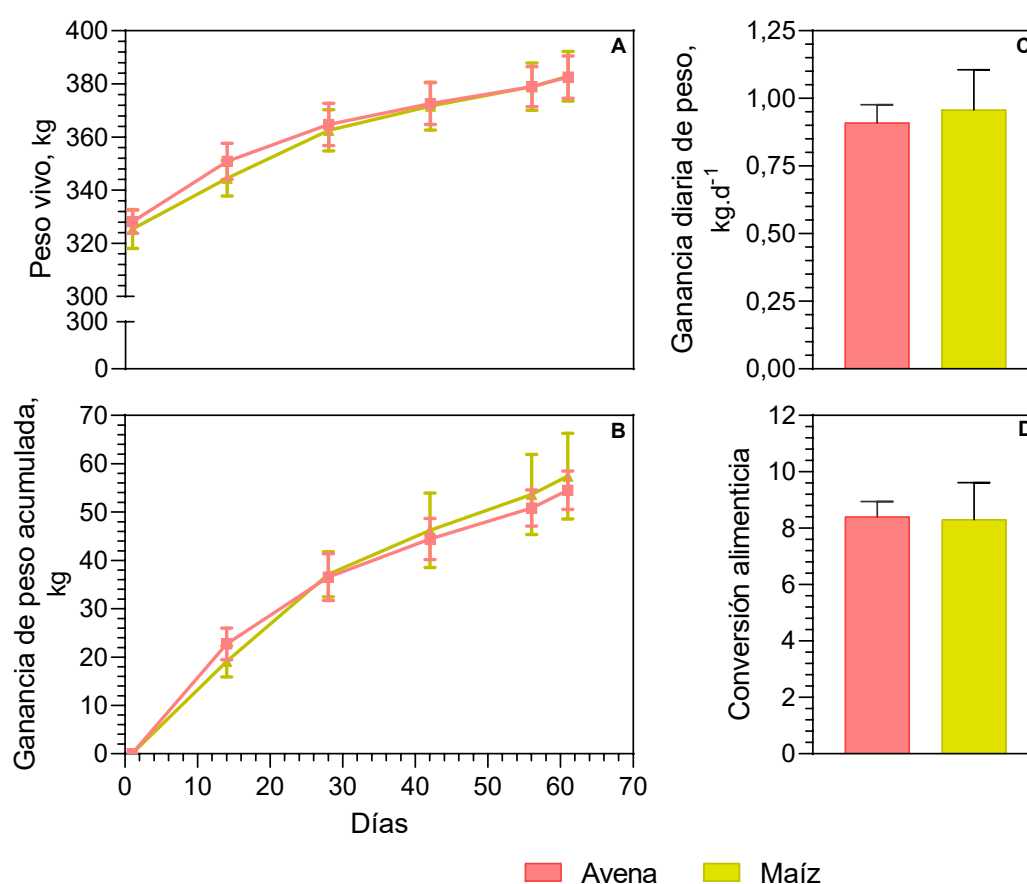 A
Peso vivo, kg
400
380
360
340
320
300
300
0
C
Ganancia diaria de peso,
kg.d-1
1,25
1,00
0,75
0,50
0,25
0,00
B
Ganancia de peso acumulada,
kg
70
60
50
40
30
20
10
0
0 10 20 30 40 50 60 70
Días
D
Conversión alimenticia
12
10
8
6
4
2
0
Avena Maíz